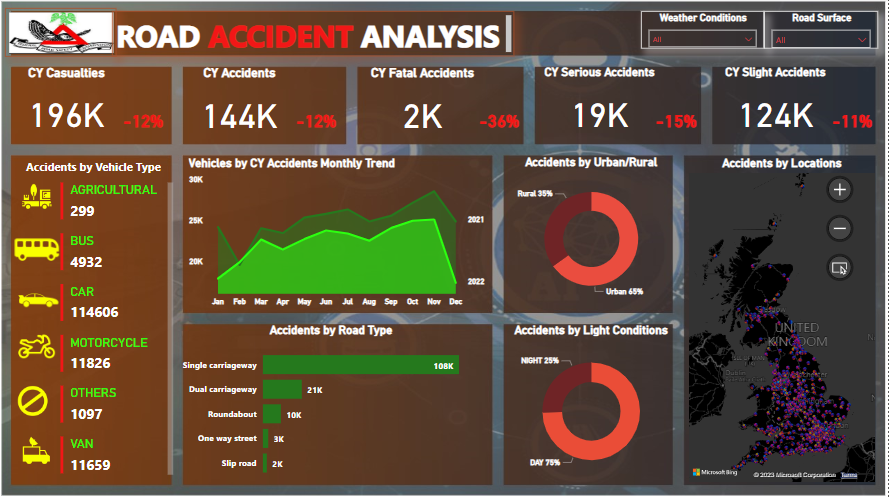 ROAD ACCIDENT ANALYSIS
Weather Conditions
All
Road Surface
All
CY Casualties
196K -12%
CY Accidents
144K -12%
CY Fatal Accidents
2K -36%
CY Serious Accidents
19K -15%
CY Slight Accidents
124K -11%
Accidents by Vehicle Type
AGRICULTURAL
299
BUS
4932
CAR
114606
MOTORCYCLE
11826
OTHERS
1097
VAN
11659
Vehicles by CY Accidents Monthly Trend
30K
25K
20K
2021
2022
Jan Feb Mar Apr May Jun Jul Aug Sep Oct Nov Dec
Accidents by Urban/Rural
Rural 35%
Urban 65%
Accidents by Road Type
Single carriageway 108K
Dual carriageway 21K
Roundabout 10K
One way street 3K
Slip road 2K
Accidents by Light Conditions
NIGHT 25%
DAY 75%
Accidents by Locations
UNITED
KINGDOM
Microsoft Bing
© 2023 Microsoft Corporation Terms